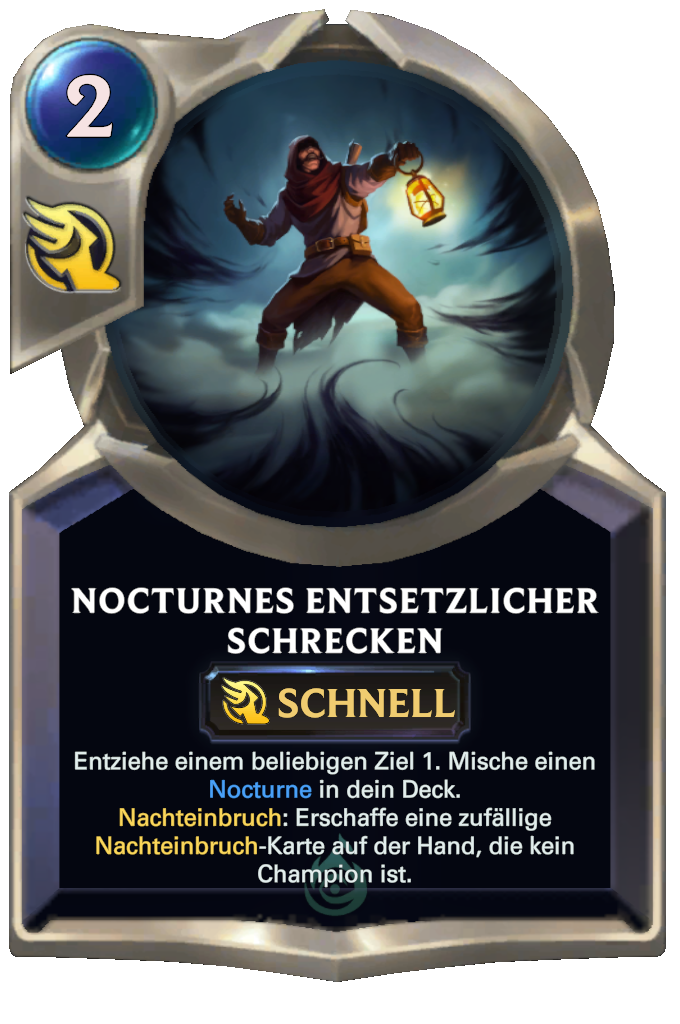 2
NOCTURNES ENTSETZLICHER
SCHRECKEN
SCHNELL
Entziehe einem beliebigen Ziel 1. Mische einen
Nocturne in dein Deck.
Nachteinbruch: Erschaffe eine zufällige
Nachteinbruch-Karte auf der Hand, die kein
Champion ist.